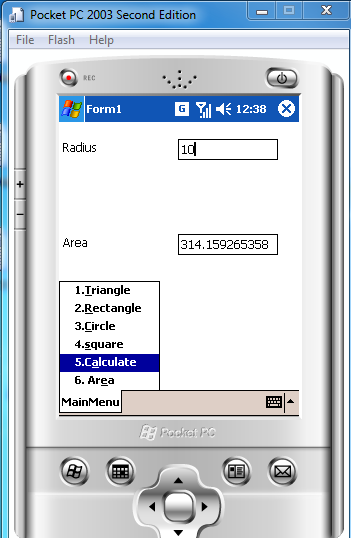 Pocket PC 2003 Second Edition
File Flash Help
REC
Form1 G 12:38
Radius 10
Area 314.159265358
1.Triangle
2.Rectangle
3.Circle
4.square
5.Calculate
6. Area
MainMenu
Pocket PC